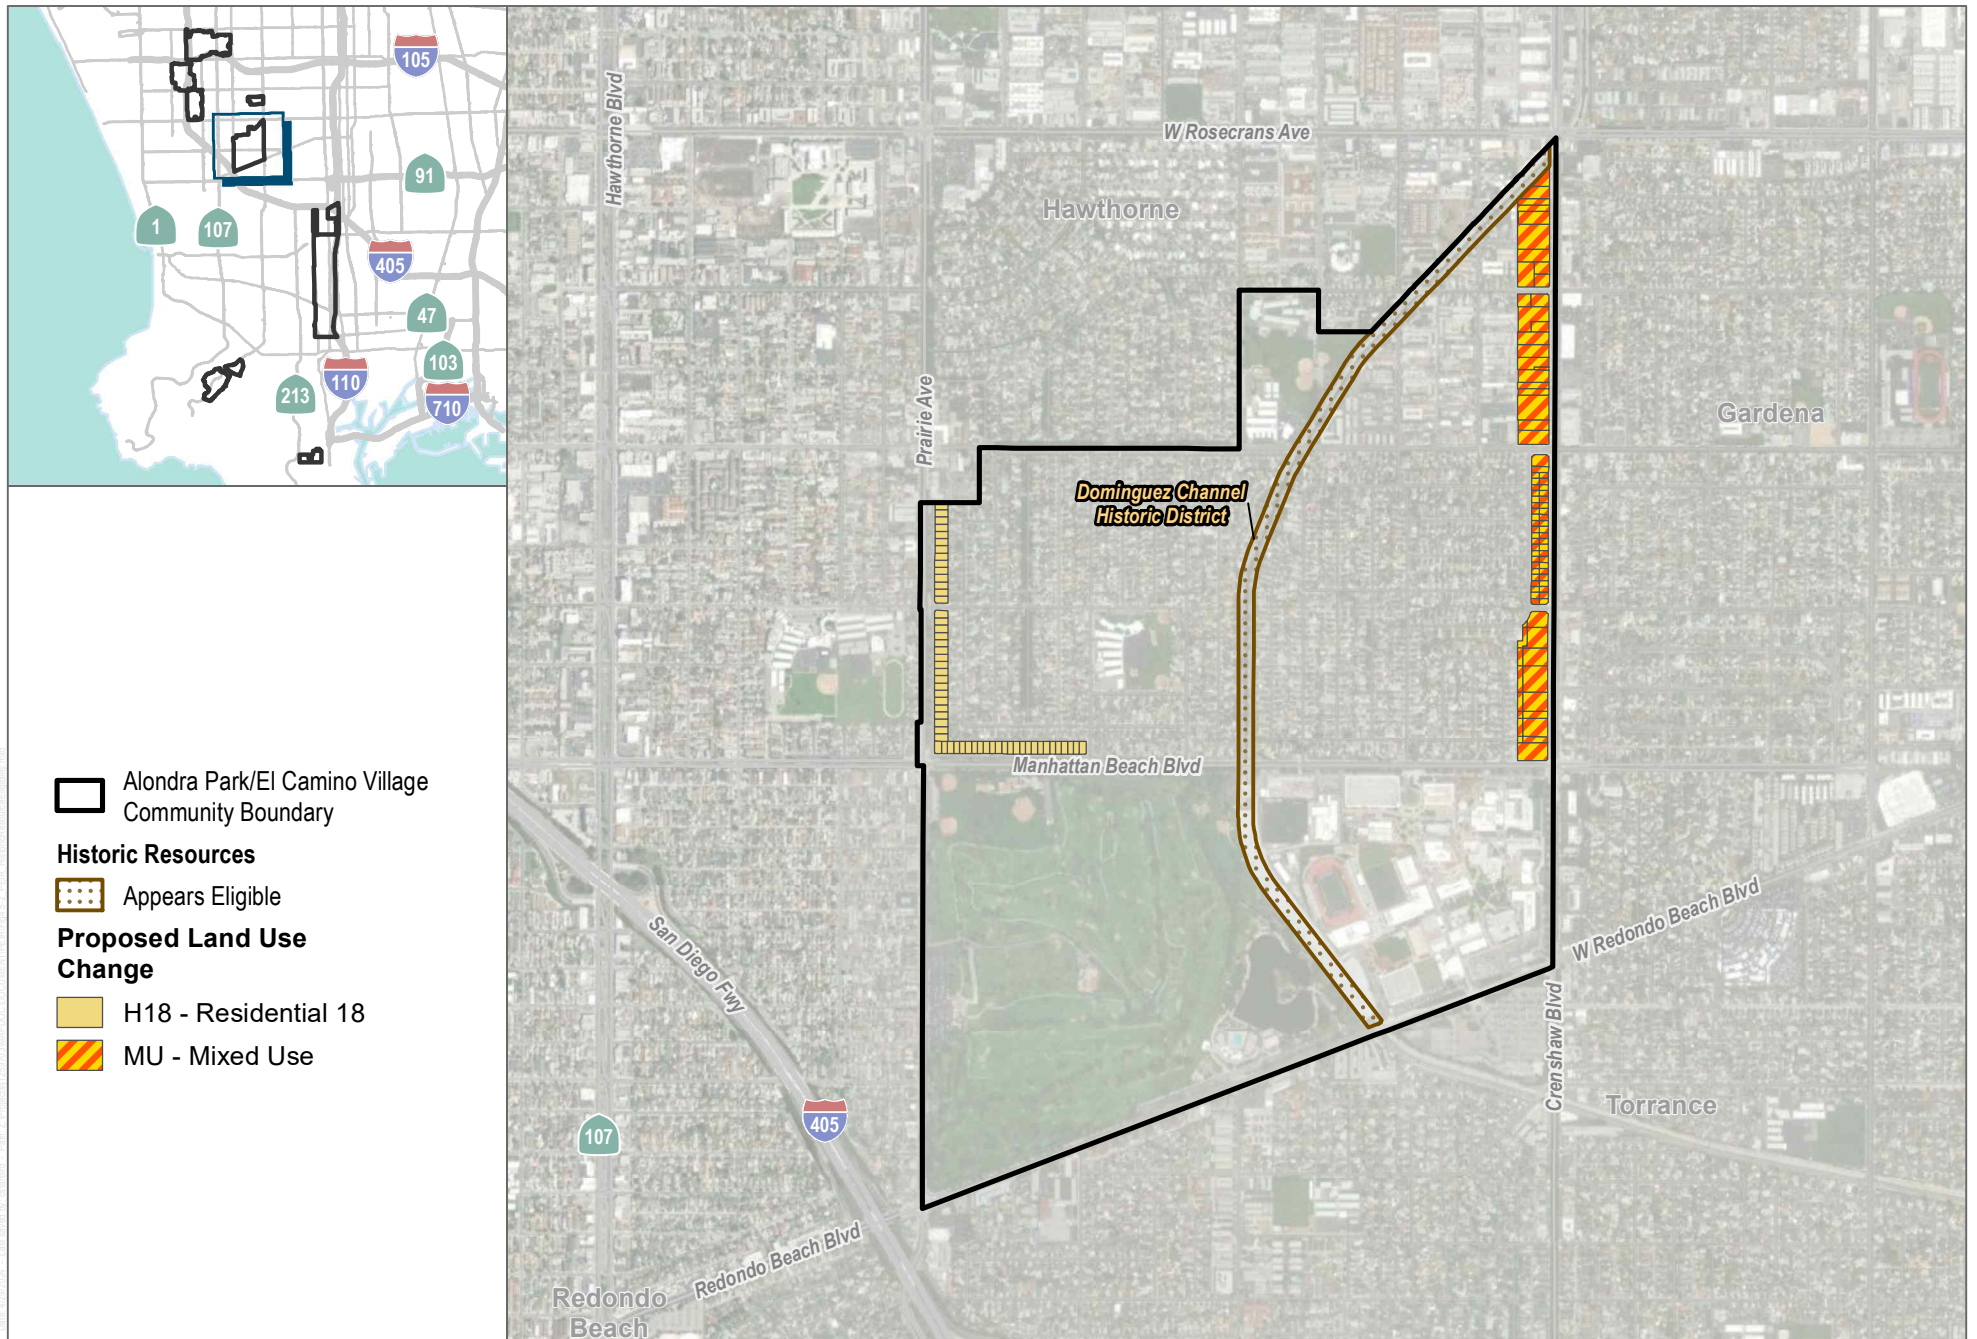 105
91
1
107
405
47
103
110
213
710
Alondra Park/El Camino Village
Community Boundary
Historic Resources
Appears Eligible
Proposed Land Use
Change
H18 - Residential 18
MU - Mixed Use
Hawthorne Blvd
W Rosecrans Ave
Hawthorne
Prairie Ave
Gardena
Dominguez Channel
Historic District
Manhattan Beach Blvd
San Diego Fwy
W Redondo Beach Blvd
Crenshaw Blvd
Torrance
405
107
Redondo Beach Blvd
Redondo
Beach